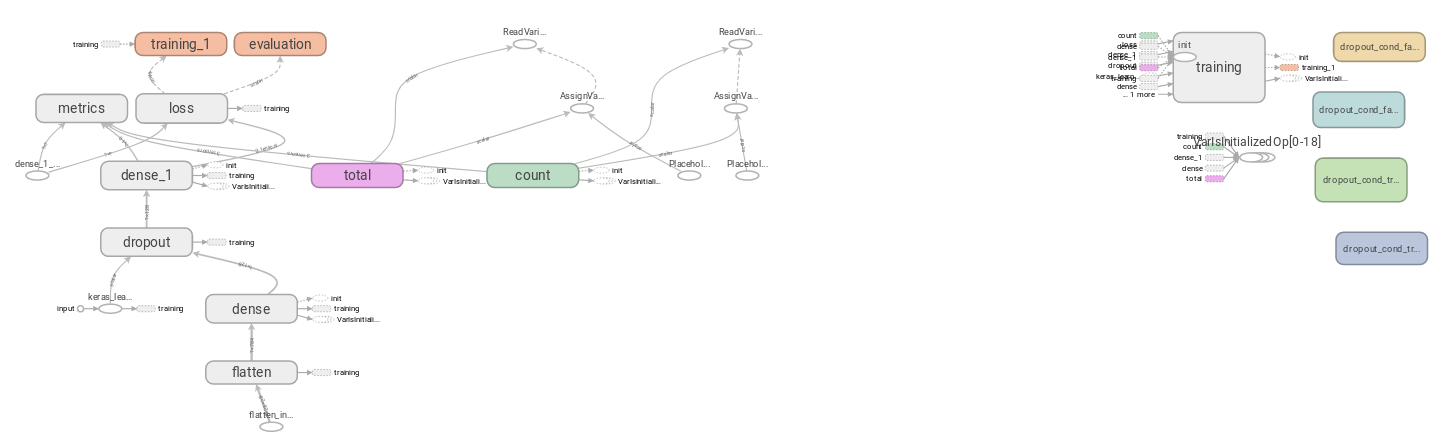 training
training_1
evaluation
ReadVari...
ReadVari...
metrics
loss
training
AssignVa...
AssignVa...
dense_1_...
dense_1
init
training
VarIsInitiali...
total
init
VarIsInitiali...
count
init
VarIsInitiali...
Placehol...
Placehol...
dropout
training
keras_lea...
input
training
dense
init
training
VarIsInitiali...
flatten
training
flatten_in...
count
loss
dense
dense_1
dense_1
dropout
total
keras_learn...
training
dense
... 1 more
init
training
init
training_1
VarIsInitiali...
training
count
dense_1
dense
total
VarIsInitializedOp[0-18]
dropout_cond_fa...
dropout_cond_fa...
dropout_cond_tr...
dropout_cond_tr...